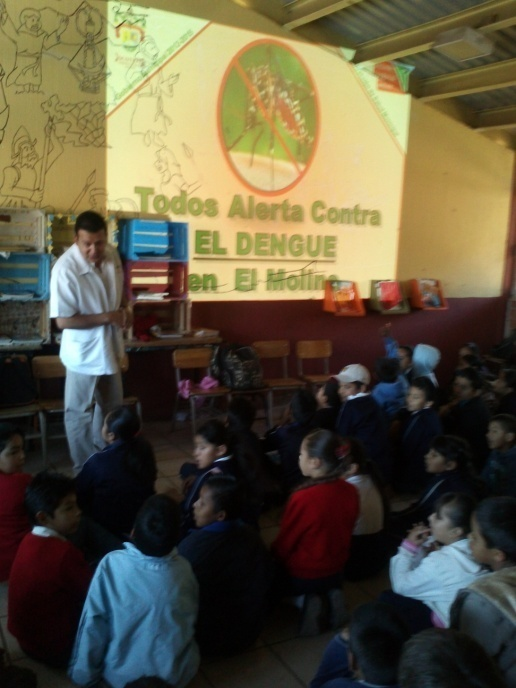 Todos Alerta Contra
EL DENGUE
en El Molino